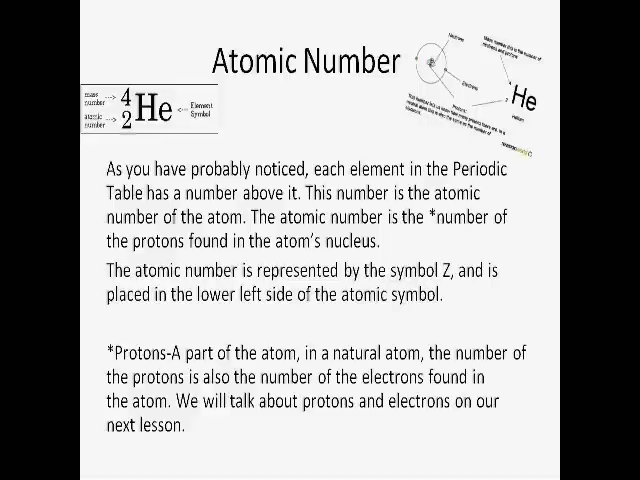 Atomic Number
mass number
4
2
He
Element Symbol
atomic number
Neutrons
Electrons
Protons:
He
Helium
As you have probably noticed, each element in the Periodic
Table has a number above it. This number is the atomic
number of the atom. The atomic number is the *number of
the protons found in the atom's nucleus.
The atomic number is represented by the symbol Z, and is
placed in the lower left side of the atomic symbol.
*Protons-A part of the atom, in a natural atom, the number of
the protons is also the number of the electrons found in
the atom. We will talk about protons and electrons on our
next lesson.